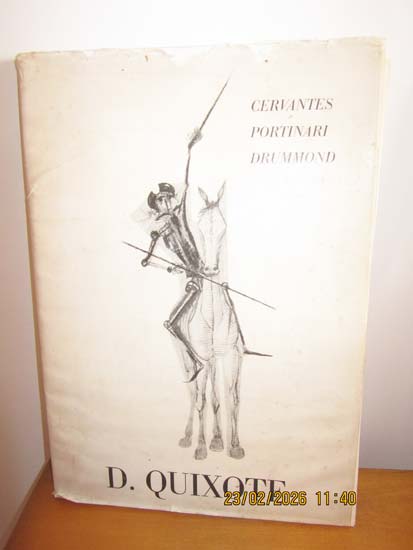 CERVANTES
PORTINARI
DRUMMOND
D. QUIXOTE
23/02/2026 11:40